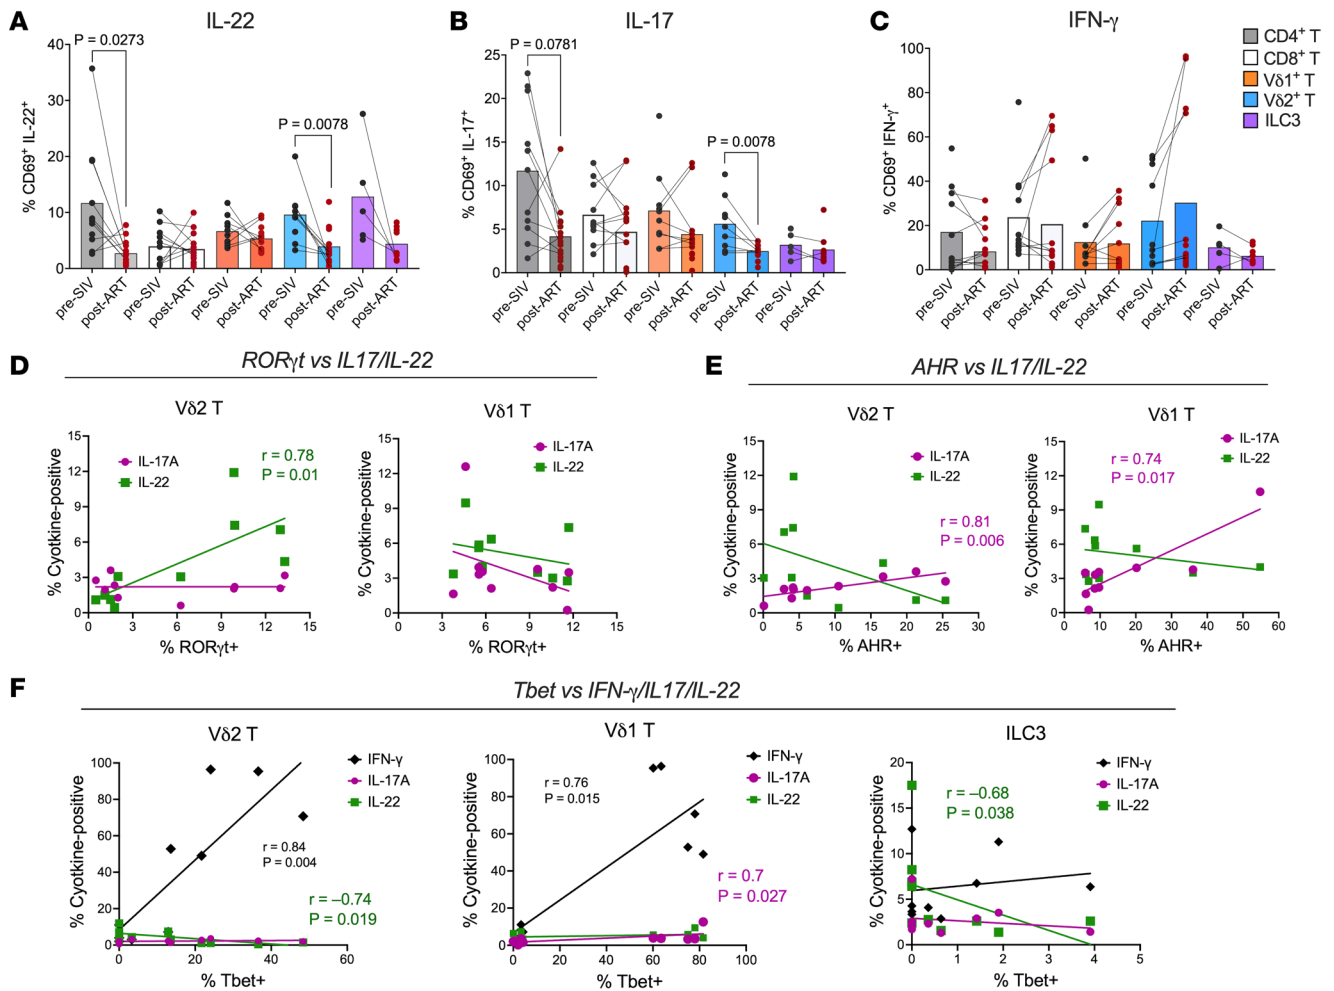 A
IL-22
% CD69+ IL-22+
40
30
20
10
0
P = 0.0273
P = 0.0078
pre-SIV
post-ART
pre-SIV
post-ART
pre-SIV
post-ART
pre-SIV
post-ART
pre-SIV
post-ART
B
IL-17
% CD69+ IL-17+
25
20
15
10
5
0
P = 0.0781
P = 0.0078
pre-SIV
post-ART
pre-SIV
post-ART
pre-SIV
post-ART
pre-SIV
post-ART
pre-SIV
post-ART
C
IFN-γ
% CD69+ IFN-γ+
100
80
60
40
20
0
pre-SIV
post-ART
pre-SIV
post-ART
pre-SIV
post-ART
pre-SIV
post-ART
pre-SIV
post-ART
CD4+ T
CD8+ T
Vδ1+ T
Vδ2+ T
ILC3
D
RORγt vs IL17/IL-22
Vδ2 T
% Cyotkine-positive
15
12
9
6
3
0
0 3 6 9 12 15
% RORγt+
IL-17A
IL-22
r = 0.78
P = 0.01
Vδ1 T
% Cyotkine-positive
15
12
9
6
3
0
0 3 6 9 12 15
% RORγt+
IL-17A
IL-22
E
AHR vs IL17/IL-22
Vδ2 T
% Cyotkine-positive
15
12
9
6
3
0
0 5 10 15 20 25 30
% AHR+
IL-17A
IL-22
r = 0.81
P = 0.006
Vδ1 T
% Cyotkine-positive
15
12
9
6
3
0
0 10 20 30 40 50 60
% AHR+
IL-17A
IL-22
r = 0.74
P = 0.017
F
Tbet vs IFN-γ/IL17/IL-22
Vδ2 T
% Cyotkine-positive
100
80
60
40
20
0
0 20 40 60
% Tbet+
IFN-γ
IL-17A
IL-22
r = 0.84
P = 0.004
r = –0.74
P = 0.019
Vδ1 T
% Cyotkine-positive
100
80
60
40
20
0
0 20 40 60 80 100
% Tbet+
IFN-γ
IL-17A
IL-22
r = 0.76
P = 0.015
r = 0.7
P = 0.027
ILC3
% Cyotkine-positive
20
15
10
5
0
0 1 2 3 4 5
% Tbet+
IFN-γ
IL-17A
IL-22
r = –0.68
P = 0.038